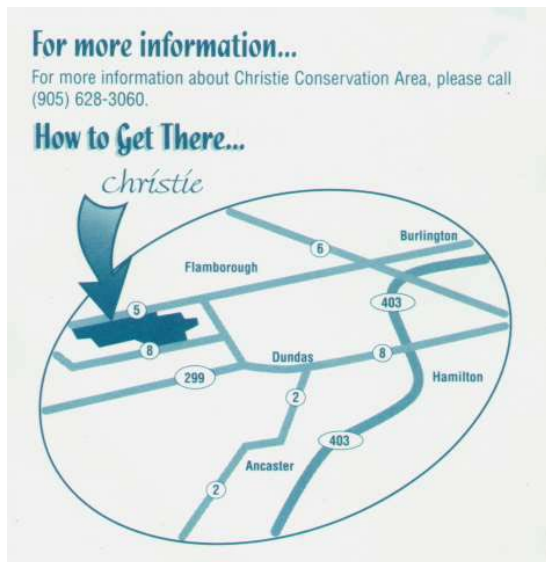 For more information...
For more information about Christie Conservation Area, please call
(905) 628-3060.
How to Get There...
christie
6
Burlington
Flamborough
403
5
8
Dundas
8
299
Hamilton
2
403
Ancaster
2